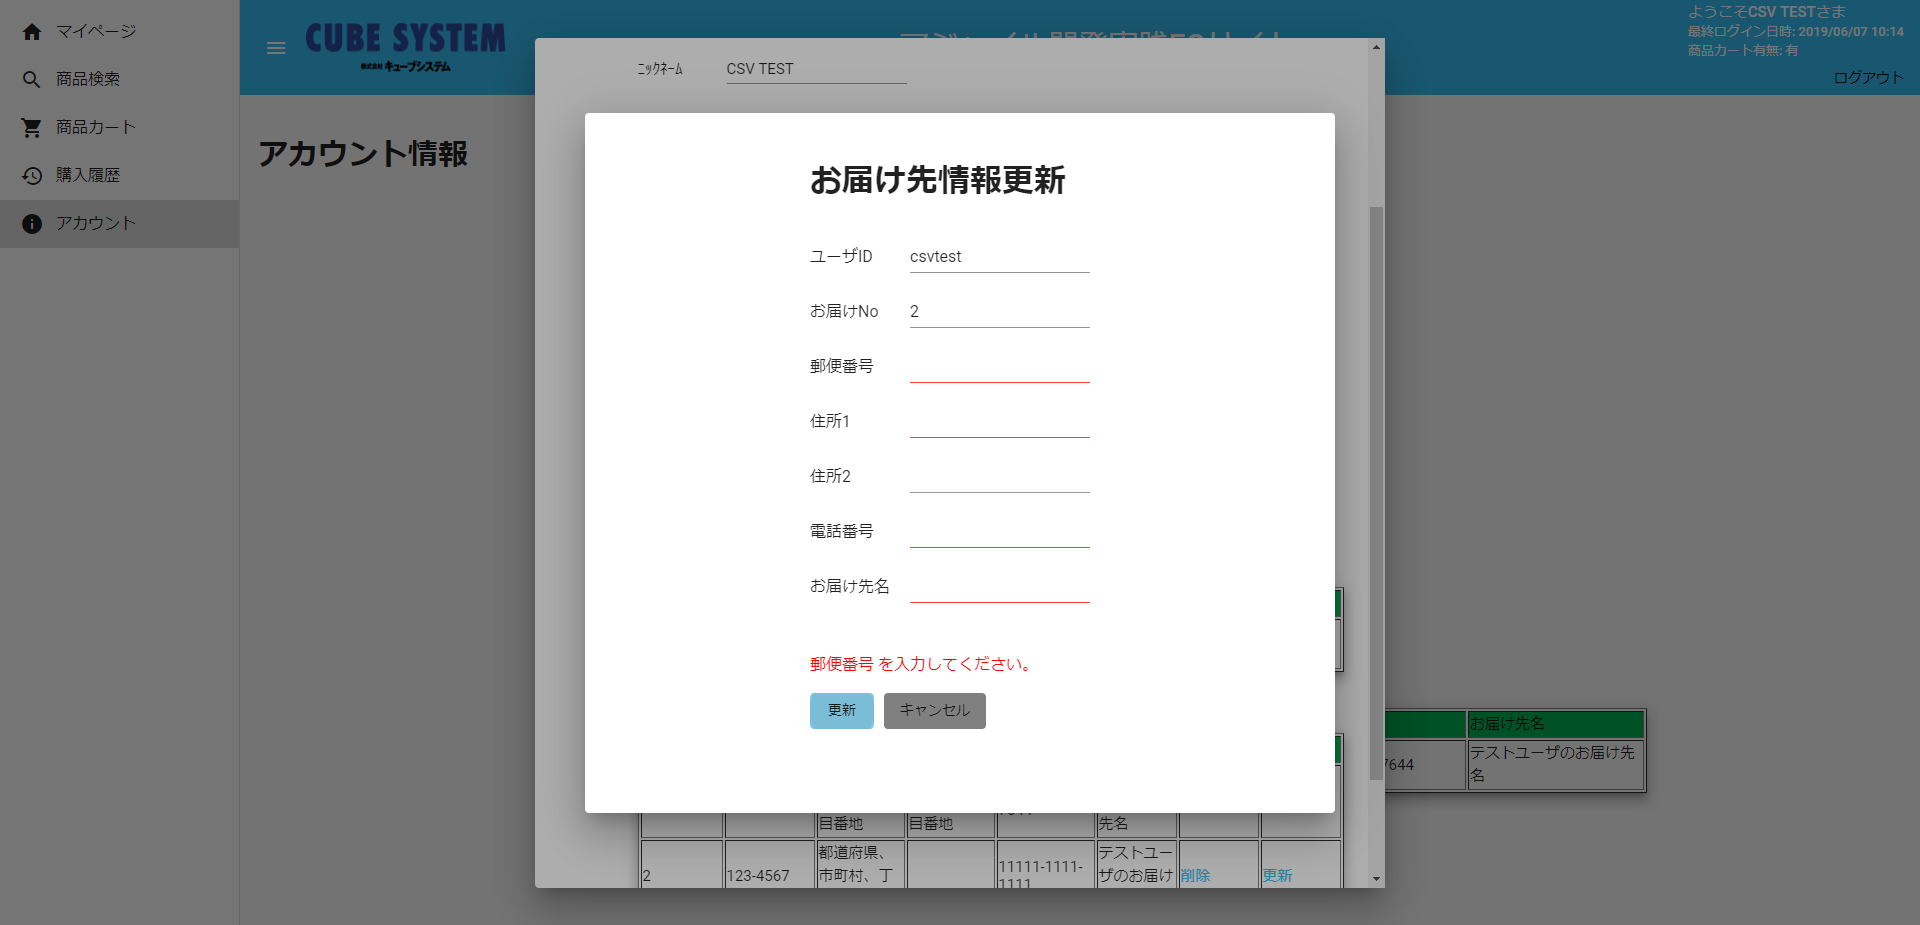 マイページ
商品検索
商品カート
購入履歴
アカウント
CUBE SYSTEM
株式会社 キューブシステム
ようこそCSV TESTさま
最終ログイン日時: 2019/06/07 10:14
商品カート有無: 有
ログアウト
アカウント情報
ニックネーム CSV TEST
お届け先情報更新
ユーザID csvtest
お届けNo 2
郵便番号
住所1
住所2
電話番号
お届け先名
郵便番号 を入力してください。
更新 キャンセル
お届け先名
7644 テストユーザのお届け先
名
目番地 目番地 先名
2 123-4567 都道府県、
市町村、丁 11111-1111-
1111 テストユー
ザのお届け 削除 更新